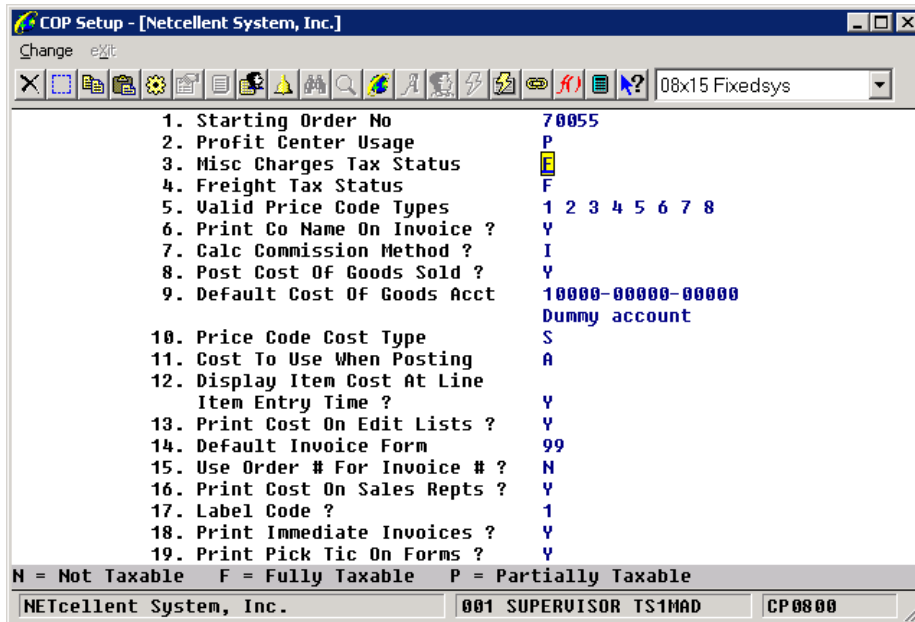 COP Setup - [Netcellent System, Inc.]
Change eXit
08x15 Fixedsys
1. Starting Order No 70055
2. Profit Center Usage P
3. Misc Charges Tax Status F
4. Freight Tax Status F
5. Valid Price Code Types 1 2 3 4 5 6 7 8
6. Print Co Name On Invoice ? Y
7. Calc Commission Method ? I
8. Post Cost Of Goods Sold ? Y
9. Default Cost Of Goods Acct 10000-00000-00000
Dummy account
10. Price Code Cost Type S
11. Cost To Use When Posting A
12. Display Item Cost At Line
Item Entry Time ? Y
13. Print Cost On Edit Lists ? Y
14. Default Invoice Form 99
15. Use Order # For Invoice # ? N
16. Print Cost On Sales Repts ? Y
17. Label Code ? 1
18. Print Immediate Invoices ? Y
19. Print Pick Tic On Forms ? Y
N = Not Taxable F = Fully Taxable P = Partially Taxable
NETcellent System, Inc. 001 SUPERVISOR TS1MAD CP0800